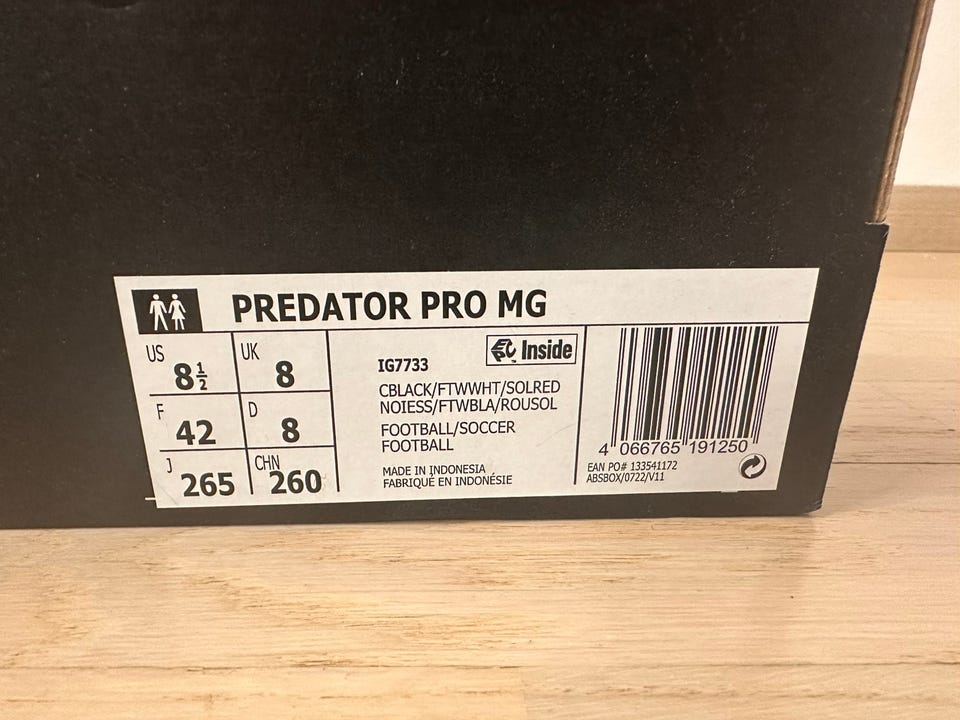 PREDATOR PRO MG
US 8 1/2
UK 8
F 42
D 8
J 265
CHN 260
Inside
IG7733
CBLACK/FTWWHT/SOLRED
NOIESS/FTWBLA/ROUSOL
FOOTBALL/SOCCER
FOOTBALL
MADE IN INDONESIA
FABRIQUÉ EN INDONÉSIE
4 066765 191250
EAN PO# 133541172
ABSBOX/0722/V11